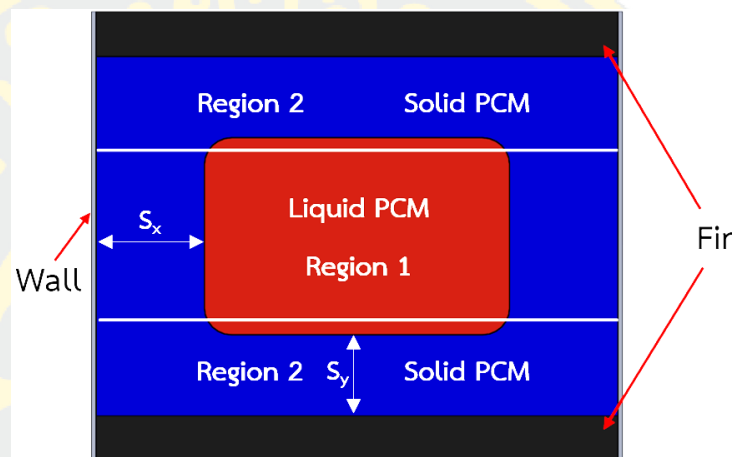 Region 2 Solid PCM
Liquid PCM
Sx
Region 1
Wall
Region 2 Sy Solid PCM